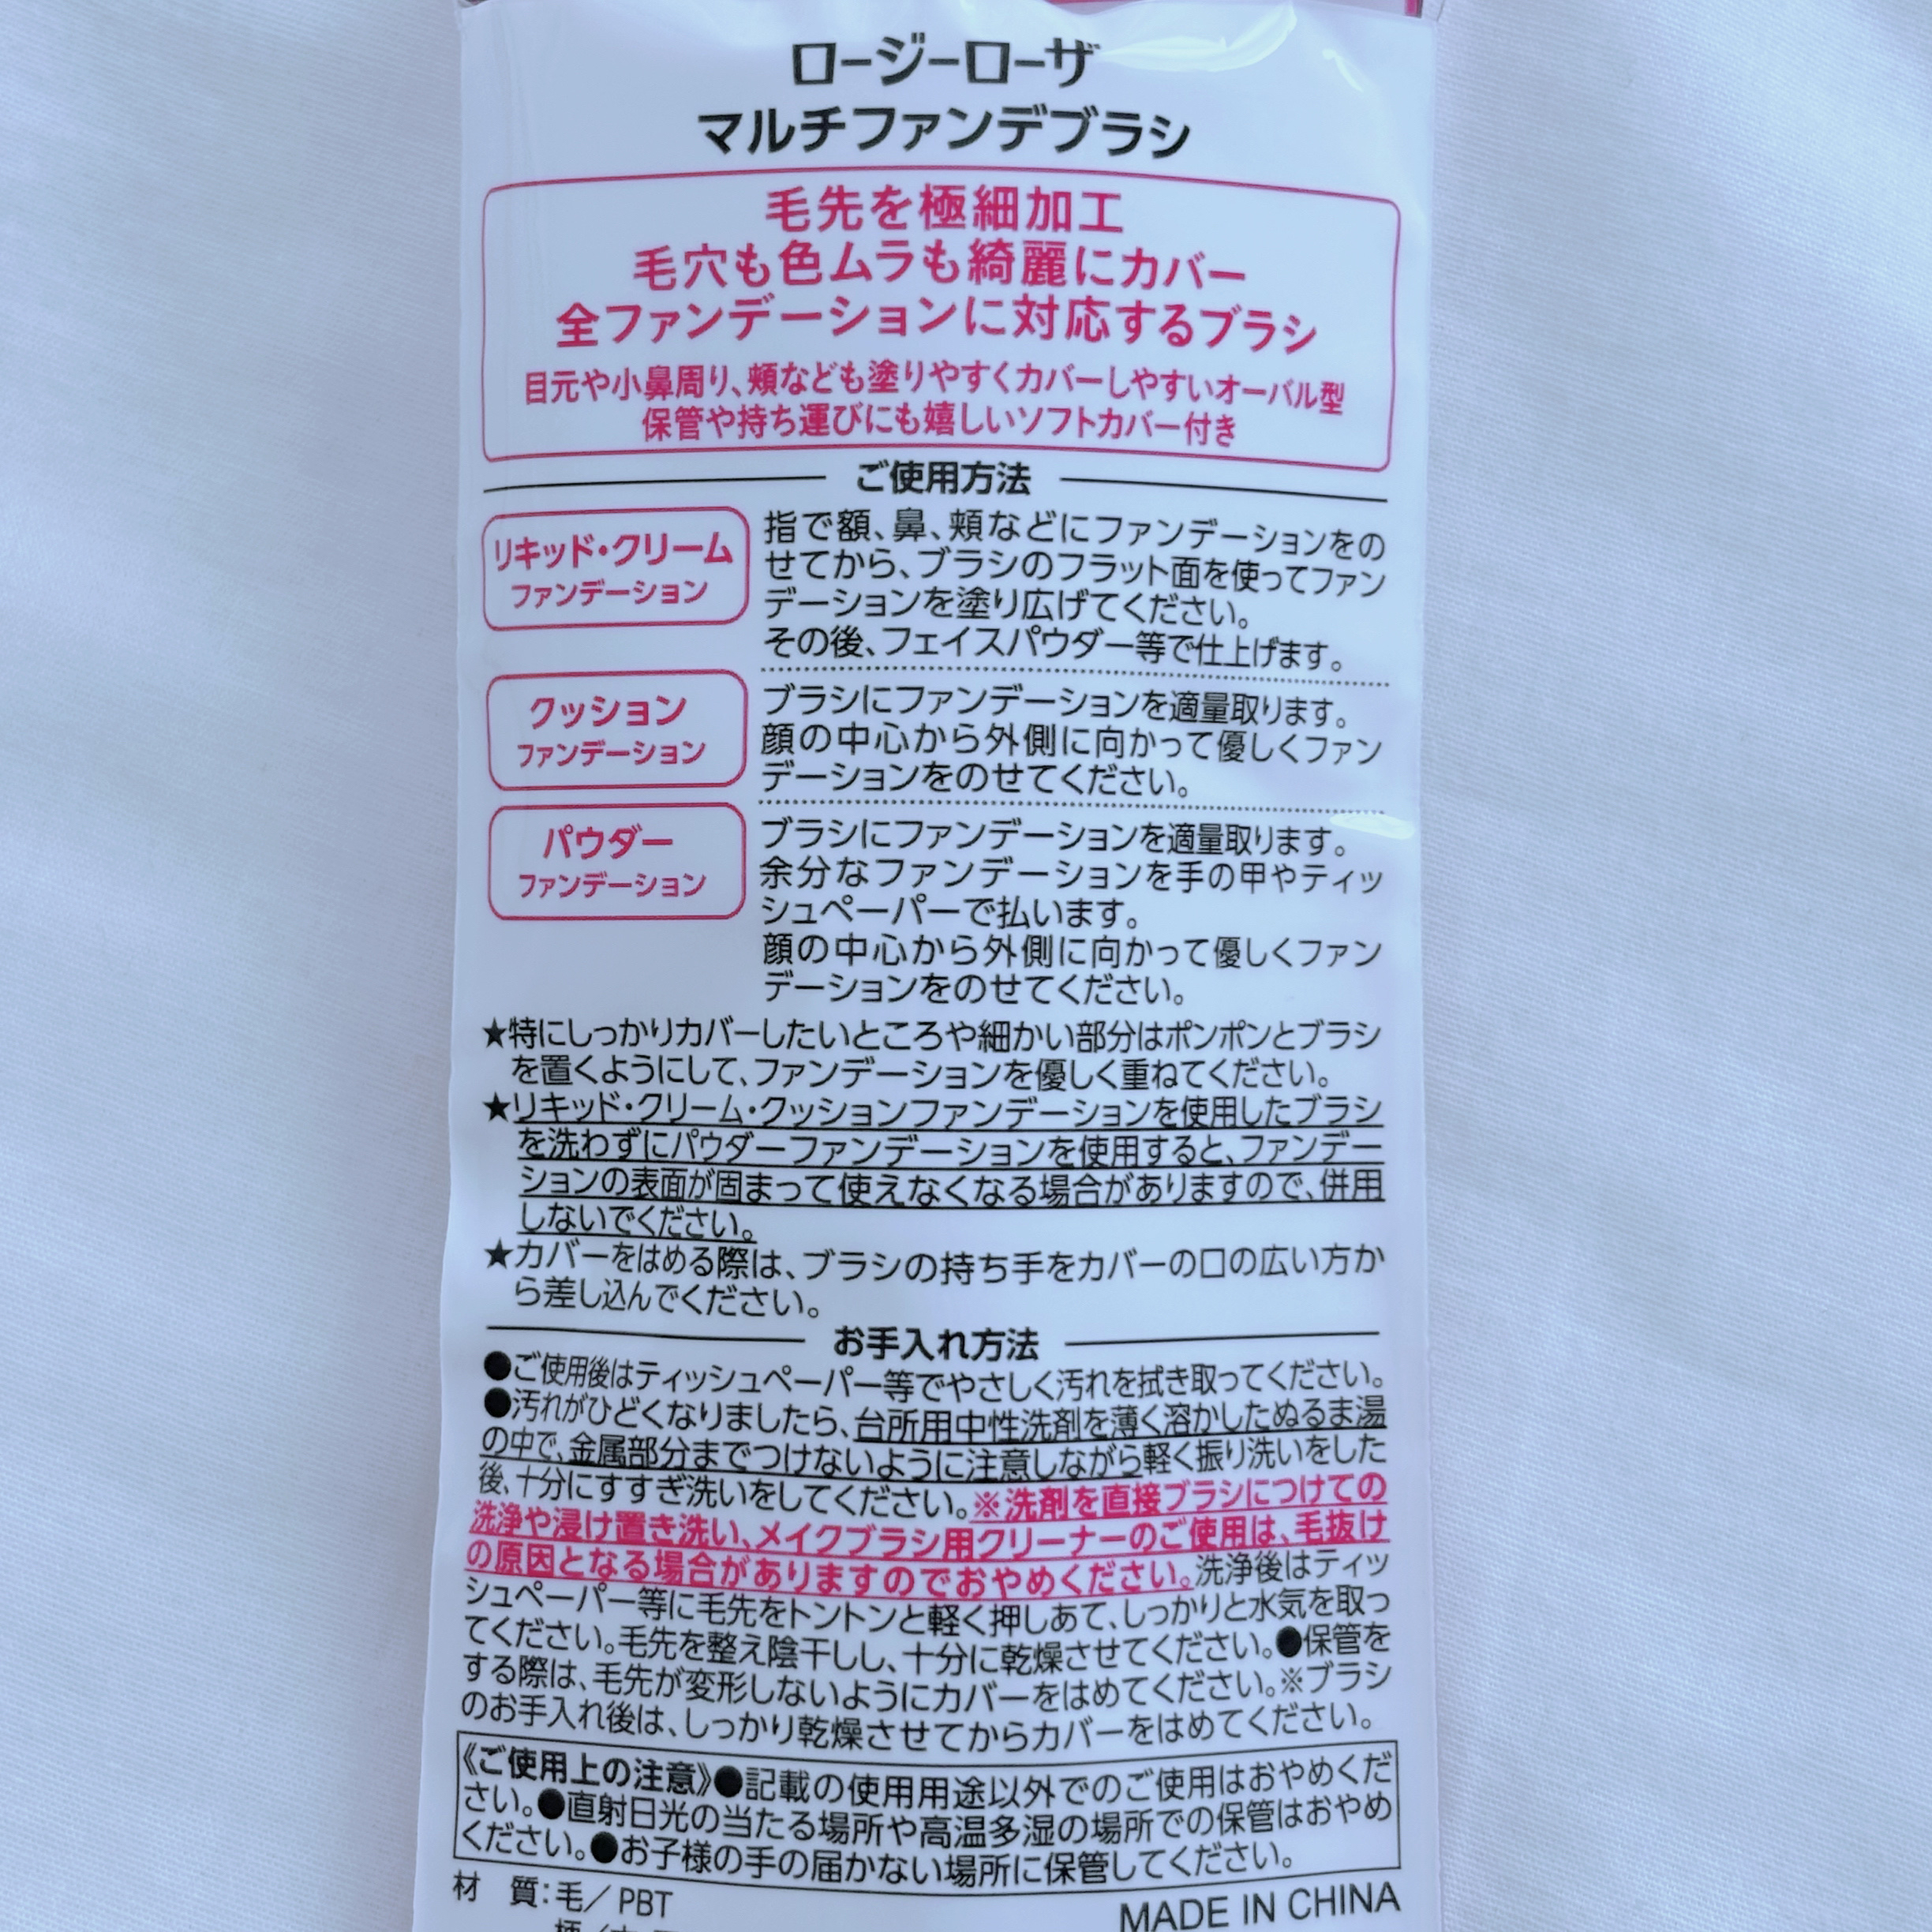 ロージーローザ
マルチファンデブラシ
毛先を極細加工
毛穴も色ムラも綺麗にカバー
全ファンデーションに対応するブラシ
目元や小鼻周り、頬なども塗りやすくカバーしやすいオーバル型
保管や持ち運びにも嬉しいソフトカバー付き
ご使用方法
リキッド・クリーム
ファンデーション
指で額、鼻、頬などにファンデーションをの
せてから、ブラシのフラット面を使ってファン
デーションを塗り広げてください。
その後、フェイスパウダー等で仕上げます。
クッション
ファンデーション
ブラシにファンデーションを適量取ります。
顔の中心から外側に向かって優しくファン
デーションをのせてください。
パウダー
ファンデーション
ブラシにファンデーションを適量取ります。
余分なファンデーションを手の甲やティッ
シュペーパーで払います。
顔の中心から外側に向かって優しくファン
デーションをのせてください。
★特にしっかりカバーしたいところや細かい部分はポンポンとブラシ
を置くようにして、ファンデーションを優しく重ねてください。
★リキッド・クリーム・クッションファンデーションを使用したブラシ
を洗わずにパウダーファンデーションを使用すると、ファンデー
ションの表面が固まって使えなくなる場合がありますので、併用
しないでください。
★カバーをはめる際は、ブラシの持ち手をカバーの口の広い方か
ら差し込んでください。
お手入れ方法
●ご使用後はティッシュペーパー等でやさしく汚れを拭き取ってください。
●汚れがひどくなりましたら、台所用中性洗剤を薄く溶かしたぬるま湯
の中で、金属部分までつけないように注意しながら軽く振り洗いをした
後、十分にすすぎ洗いをしてください。※洗剤を直接ブラシにつけての
洗浄や浸け置き洗い、メイクブラシ用クリーナーのご使用は、毛抜け
の原因となる場合がありますのでおやめください。洗浄後はティッ
シュペーパー等に毛先をトントンと軽く押しあて、しっかりと水気を取っ
てください。毛先を整え陰干しし、十分に乾燥させてください。●保管を
する際は、毛先が変形しないようにカバーをはめてください。※ブラシ
のお手入れ後は、しっかり乾燥させてからカバーをはめてください。
《ご使用上の注意》●記載の使用用途以外でのご使用はおやめくだ
さい。●直射日光の当たる場所や高温多湿の場所での保管はおやめ
ください。●お子様の手の届かない場所に保管してください。
材 質:毛/PBT
MADE IN CHINA